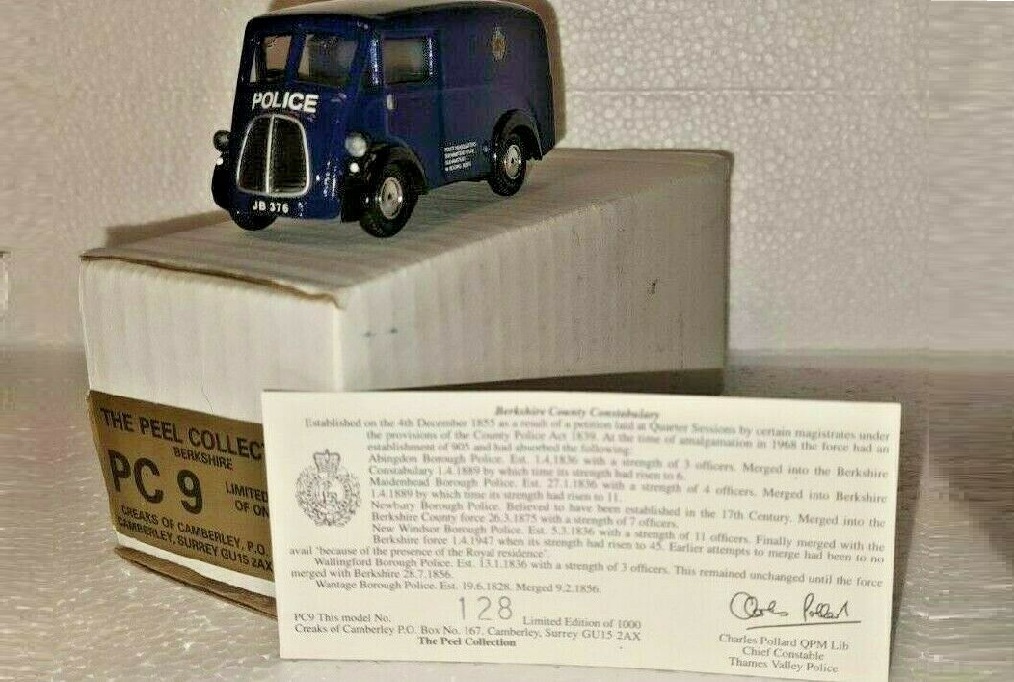 POLICE
JB 376
THE PEEL COLLEC
BERKSHIRE
PC 9
LIMITED
OF ON
CREAKS OF CAMBERLEY, P.O.
CAMBERLEY, SURREY GU15 2AX
Berkshire County Constabulary
Established on the 4th December 1855 as a result of a petition laid at Quarter Sessions by certain magistrates under
the provisions of the County Police Act 1839. At the time of amalgamation in 1968 the force had an
establishment of 905 and had absorbed the following:
Abingdon Borough Police. Est. 1.4.1836 with a strength of 3 officers. Merged into the Berkshire
Constabulary 1.4.1889 by which time its strength had risen to 6.
Maidenhead Borough Police. Est. 27.1.1836 with a strength of 4 officers. Merged into Berkshire
1.4.1889 by which time its strength had risen to 11.
Newbury Borough Police. Believed to have been established in the 17th Century. Merged into the
Berkshire County force 26.3.1875 with a strength of 7 officers.
New Windsor Borough Police. Est. 5.3.1836 with a strength of 11 officers. Finally merged with the
Berkshire force 1.4.1947 when its strength had risen to 45. Earlier attempts to merge had been to no
avail 'because of the presence of the Royal residence'.
Wallingford Borough Police. Est. 13.1.1836 with a strength of 3 officers. This remained unchanged until the force
merged with Berkshire 28.7.1856.
Wantage Borough Police. Est. 19.6.1828. Merged 9.2.1856.
PC9 This model No. 128 Limited Edition of 1000
Creaks of Camberley P.O. Box No. 167, Camberley, Surrey GU15 2AX
The Peel Collection
Charles Pollard
Charles Pollard QPM Lib
Chief Constable
Thames Valley Police